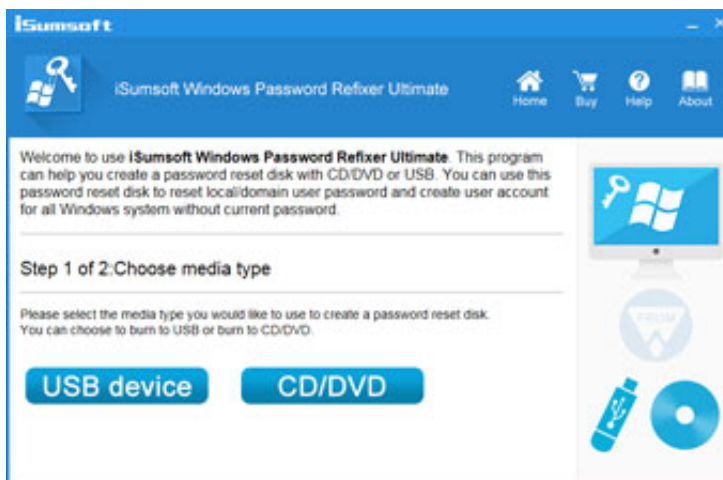 iSumsoft
iSumsoft Windows Password Refixer Ultimate
Home
Buy
Help
About
Welcome to use iSumsoft Windows Password Refixer Ultimate. This program
can help you create a password reset disk with CD/DVD or USB. You can use this
password reset disk to reset local/domain user password and create user account
for all Windows system without current password.
Step 1 of 2:Choose media type
Please select the media type you would like to use to create a password reset disk.
You can choose to burn to USB or burn to CD/DVD.
USB device
CD/DVD
FROM